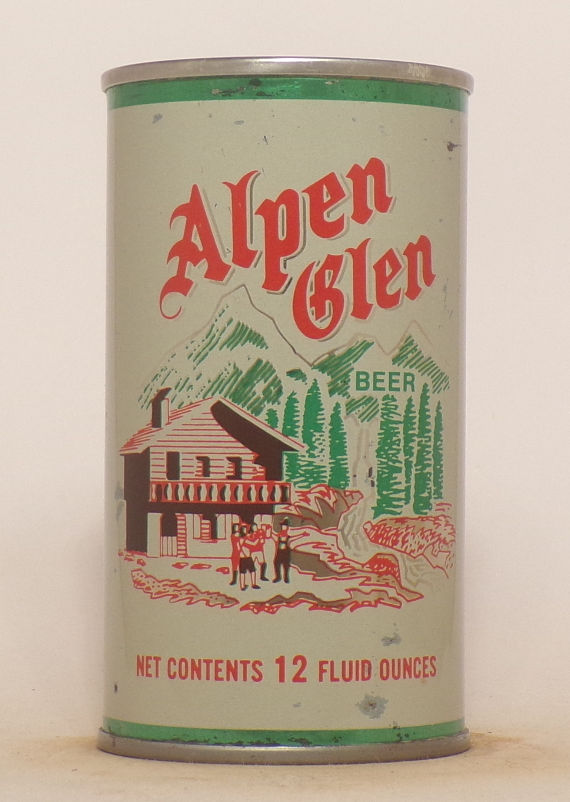 Alpen
Glen
BEER
NET CONTENTS 12 FLUID OUNCES